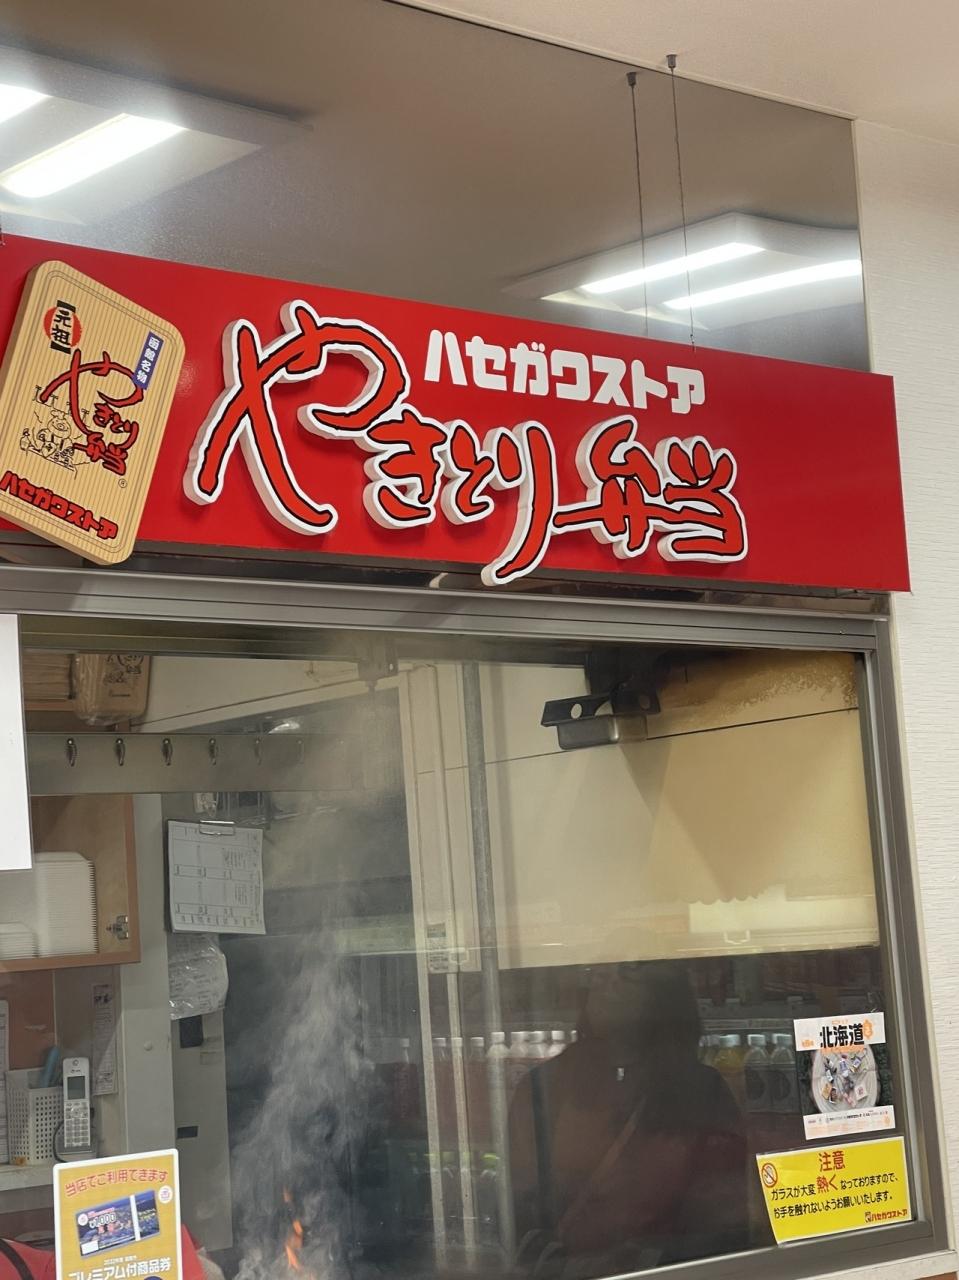 ハセガワストア
やきとり弁当
【元祖】
函館名物
やきとり弁当
ハセガワストア
北海道
注意
ガラスが大変熱くなっておりますので、
お手を触れないようお願いいたします。
ハセガワストア
当店でご利用できます
プレミアム付商品券